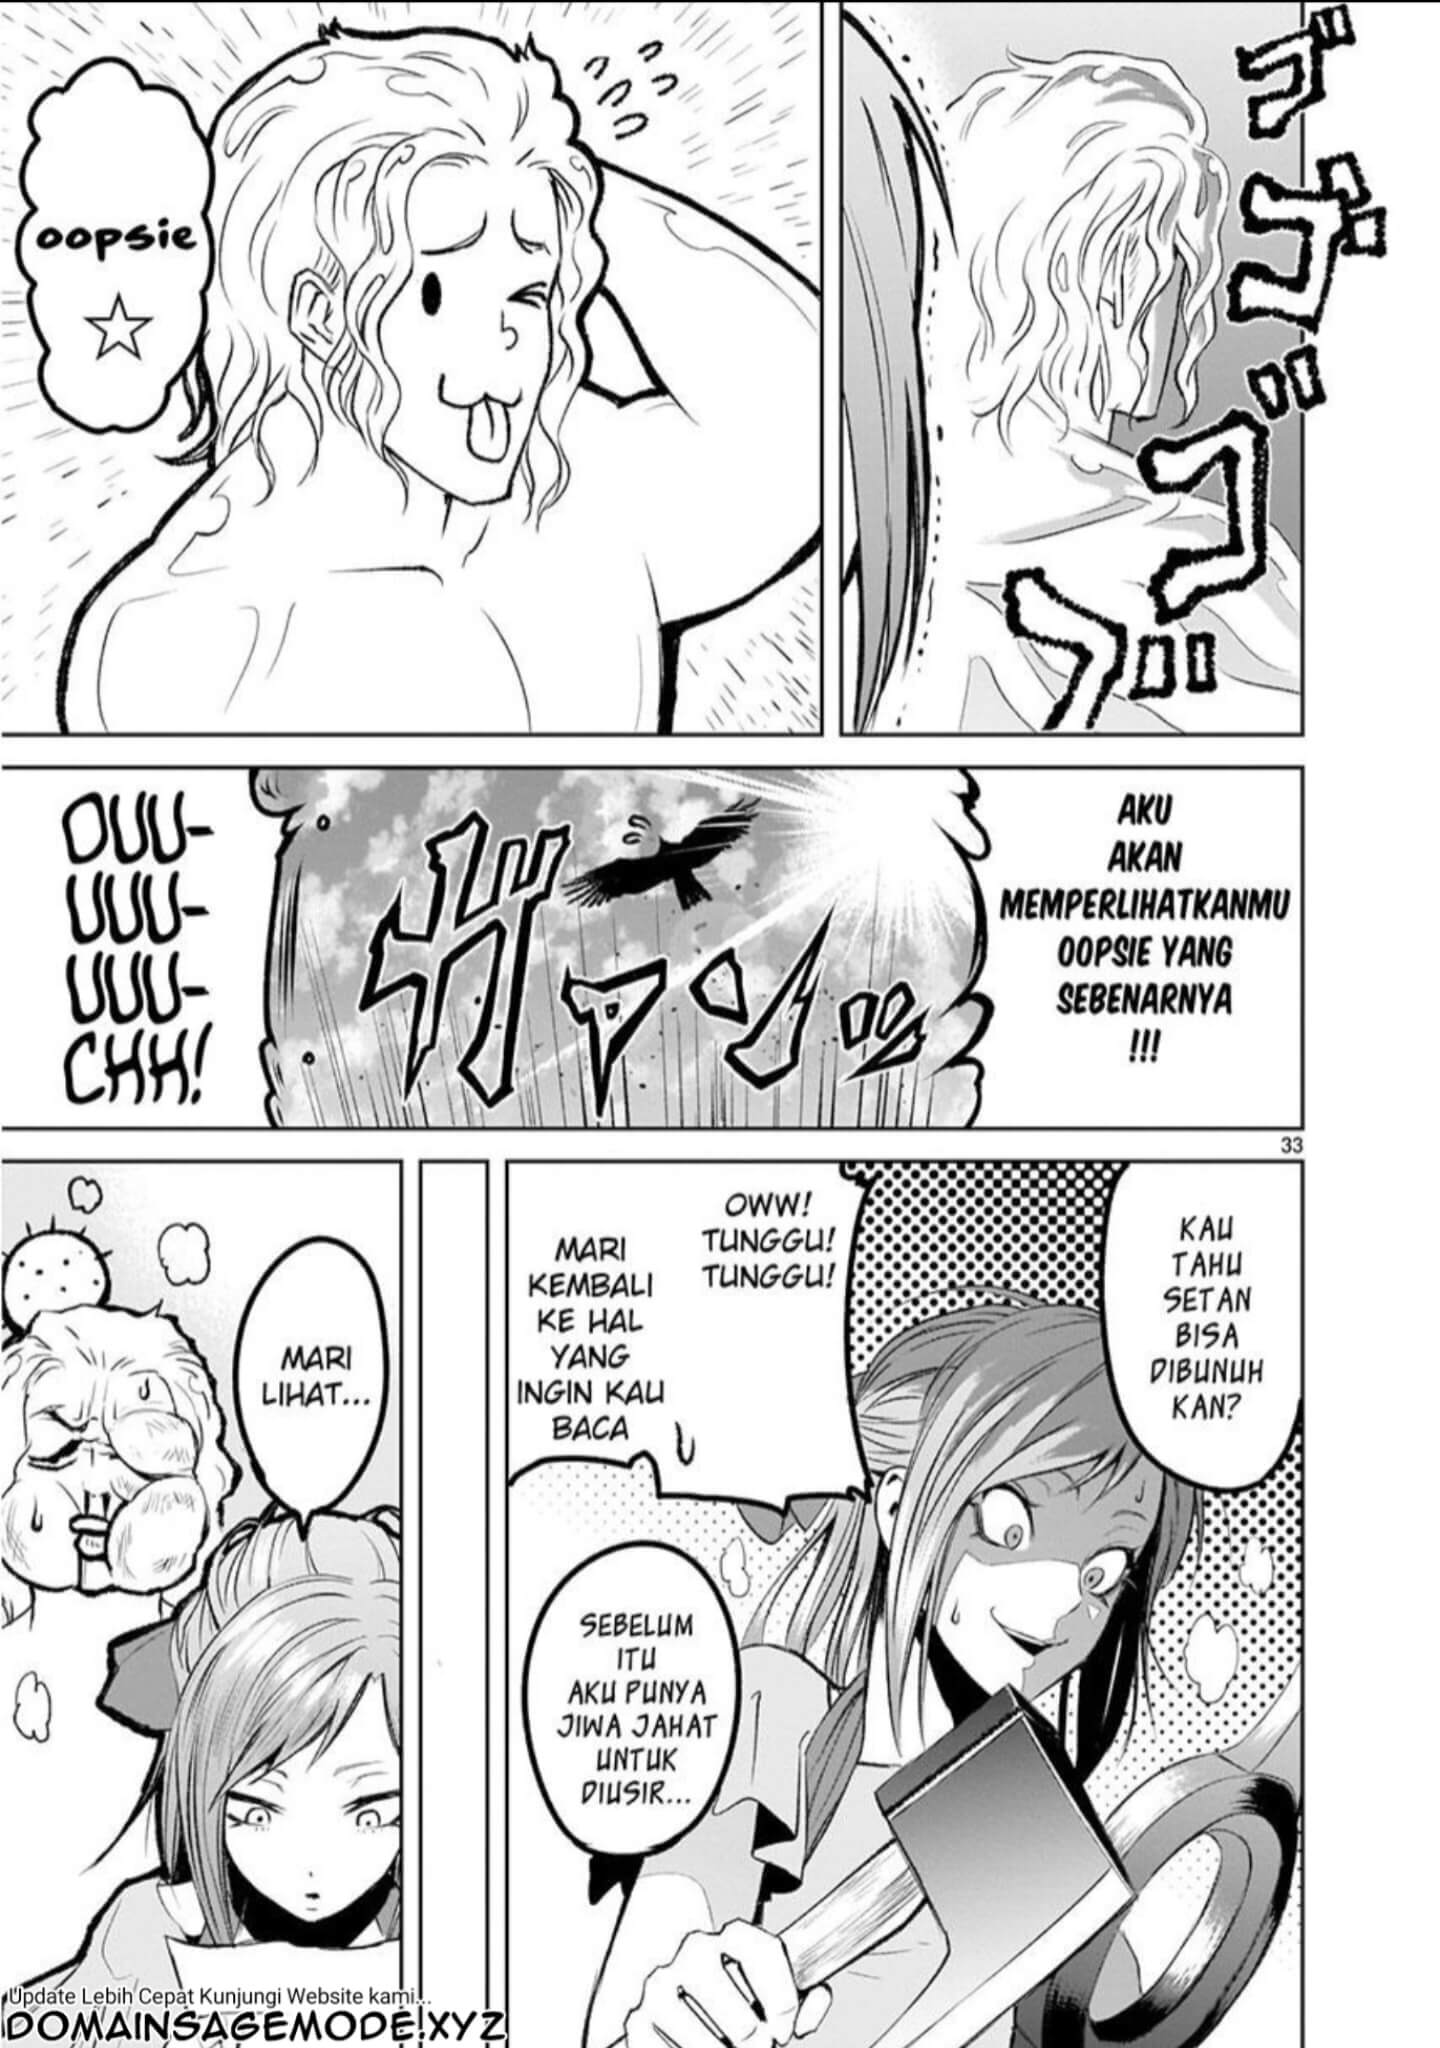 ゴゴゴゴ
oopsie
☆
AKU
AKAN
MEMPERLIHATKANMU
OOPSIE YANG
SEBENARNYA
!!!
ガァンッ
OUU-
UUU-
UUU-
CHH!
33
KAU
TAHU
SETAN
BISA
DIBUNUH
KAN?
OWW!
TUNGGU!
TUNGGU!
MARI
KEMBALI
KE HAL
YANG
INGIN KAU
BACA
SEBELUM
ITU
AKU PUNYA
JIWA JAHAT
UNTUK
DIUSIR...
MARI
LIHAT...
Update Lebih Cepat Kunjungi Website kami...
DOMAINSAGEMODE.XYZ